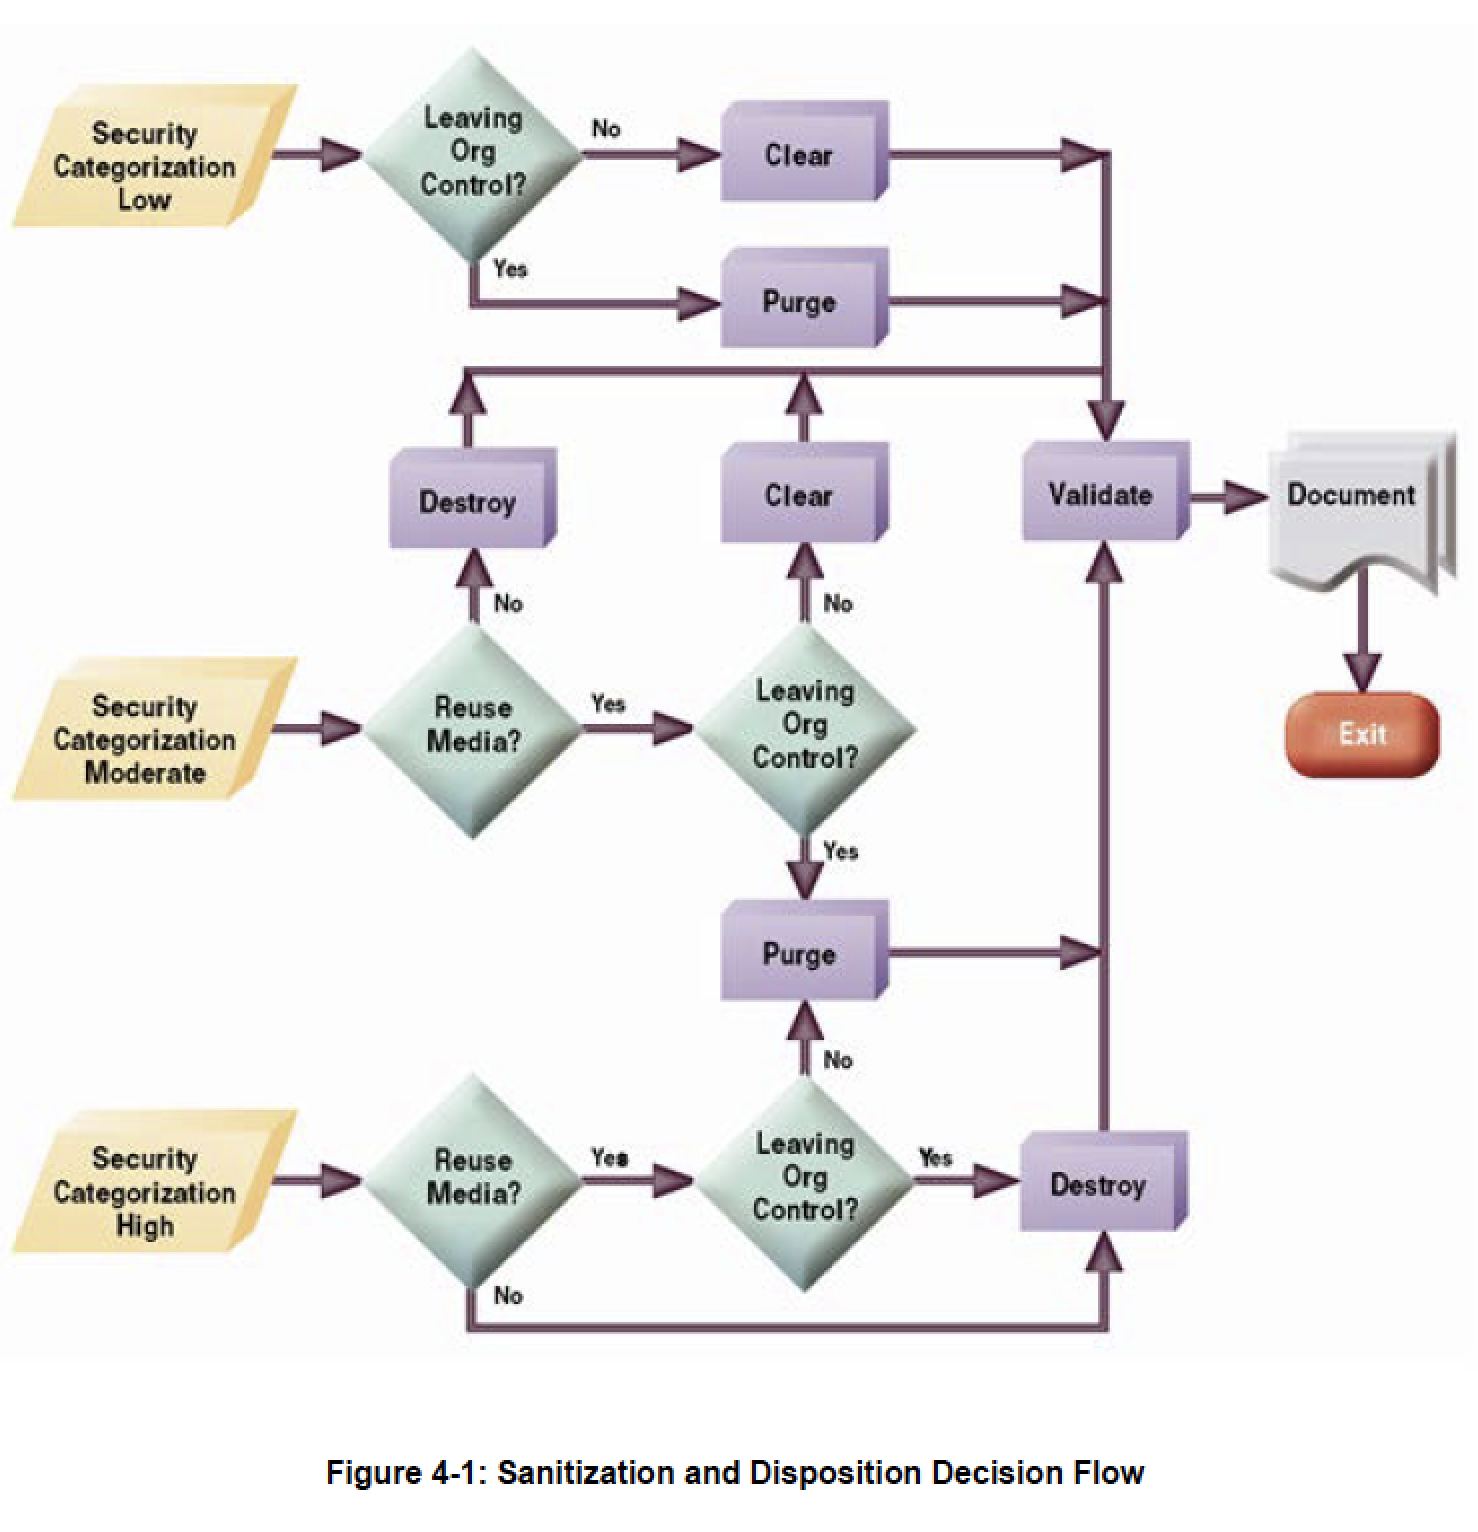 Security
Categorization
Low
Leaving
Org
Control?
No
Clear
Yes
Purge
Destroy
Clear
Validate
Document
No
No
Security
Categorization
Moderate
Reuse
Media?
Yes
Leaving
Org
Control?
Exit
Yes
Purge
No
Security
Categorization
High
Reuse
Media?
Yes
Leaving
Org
Control?
Yes
Destroy
No
Figure 4-1: Sanitization and Disposition Decision Flow